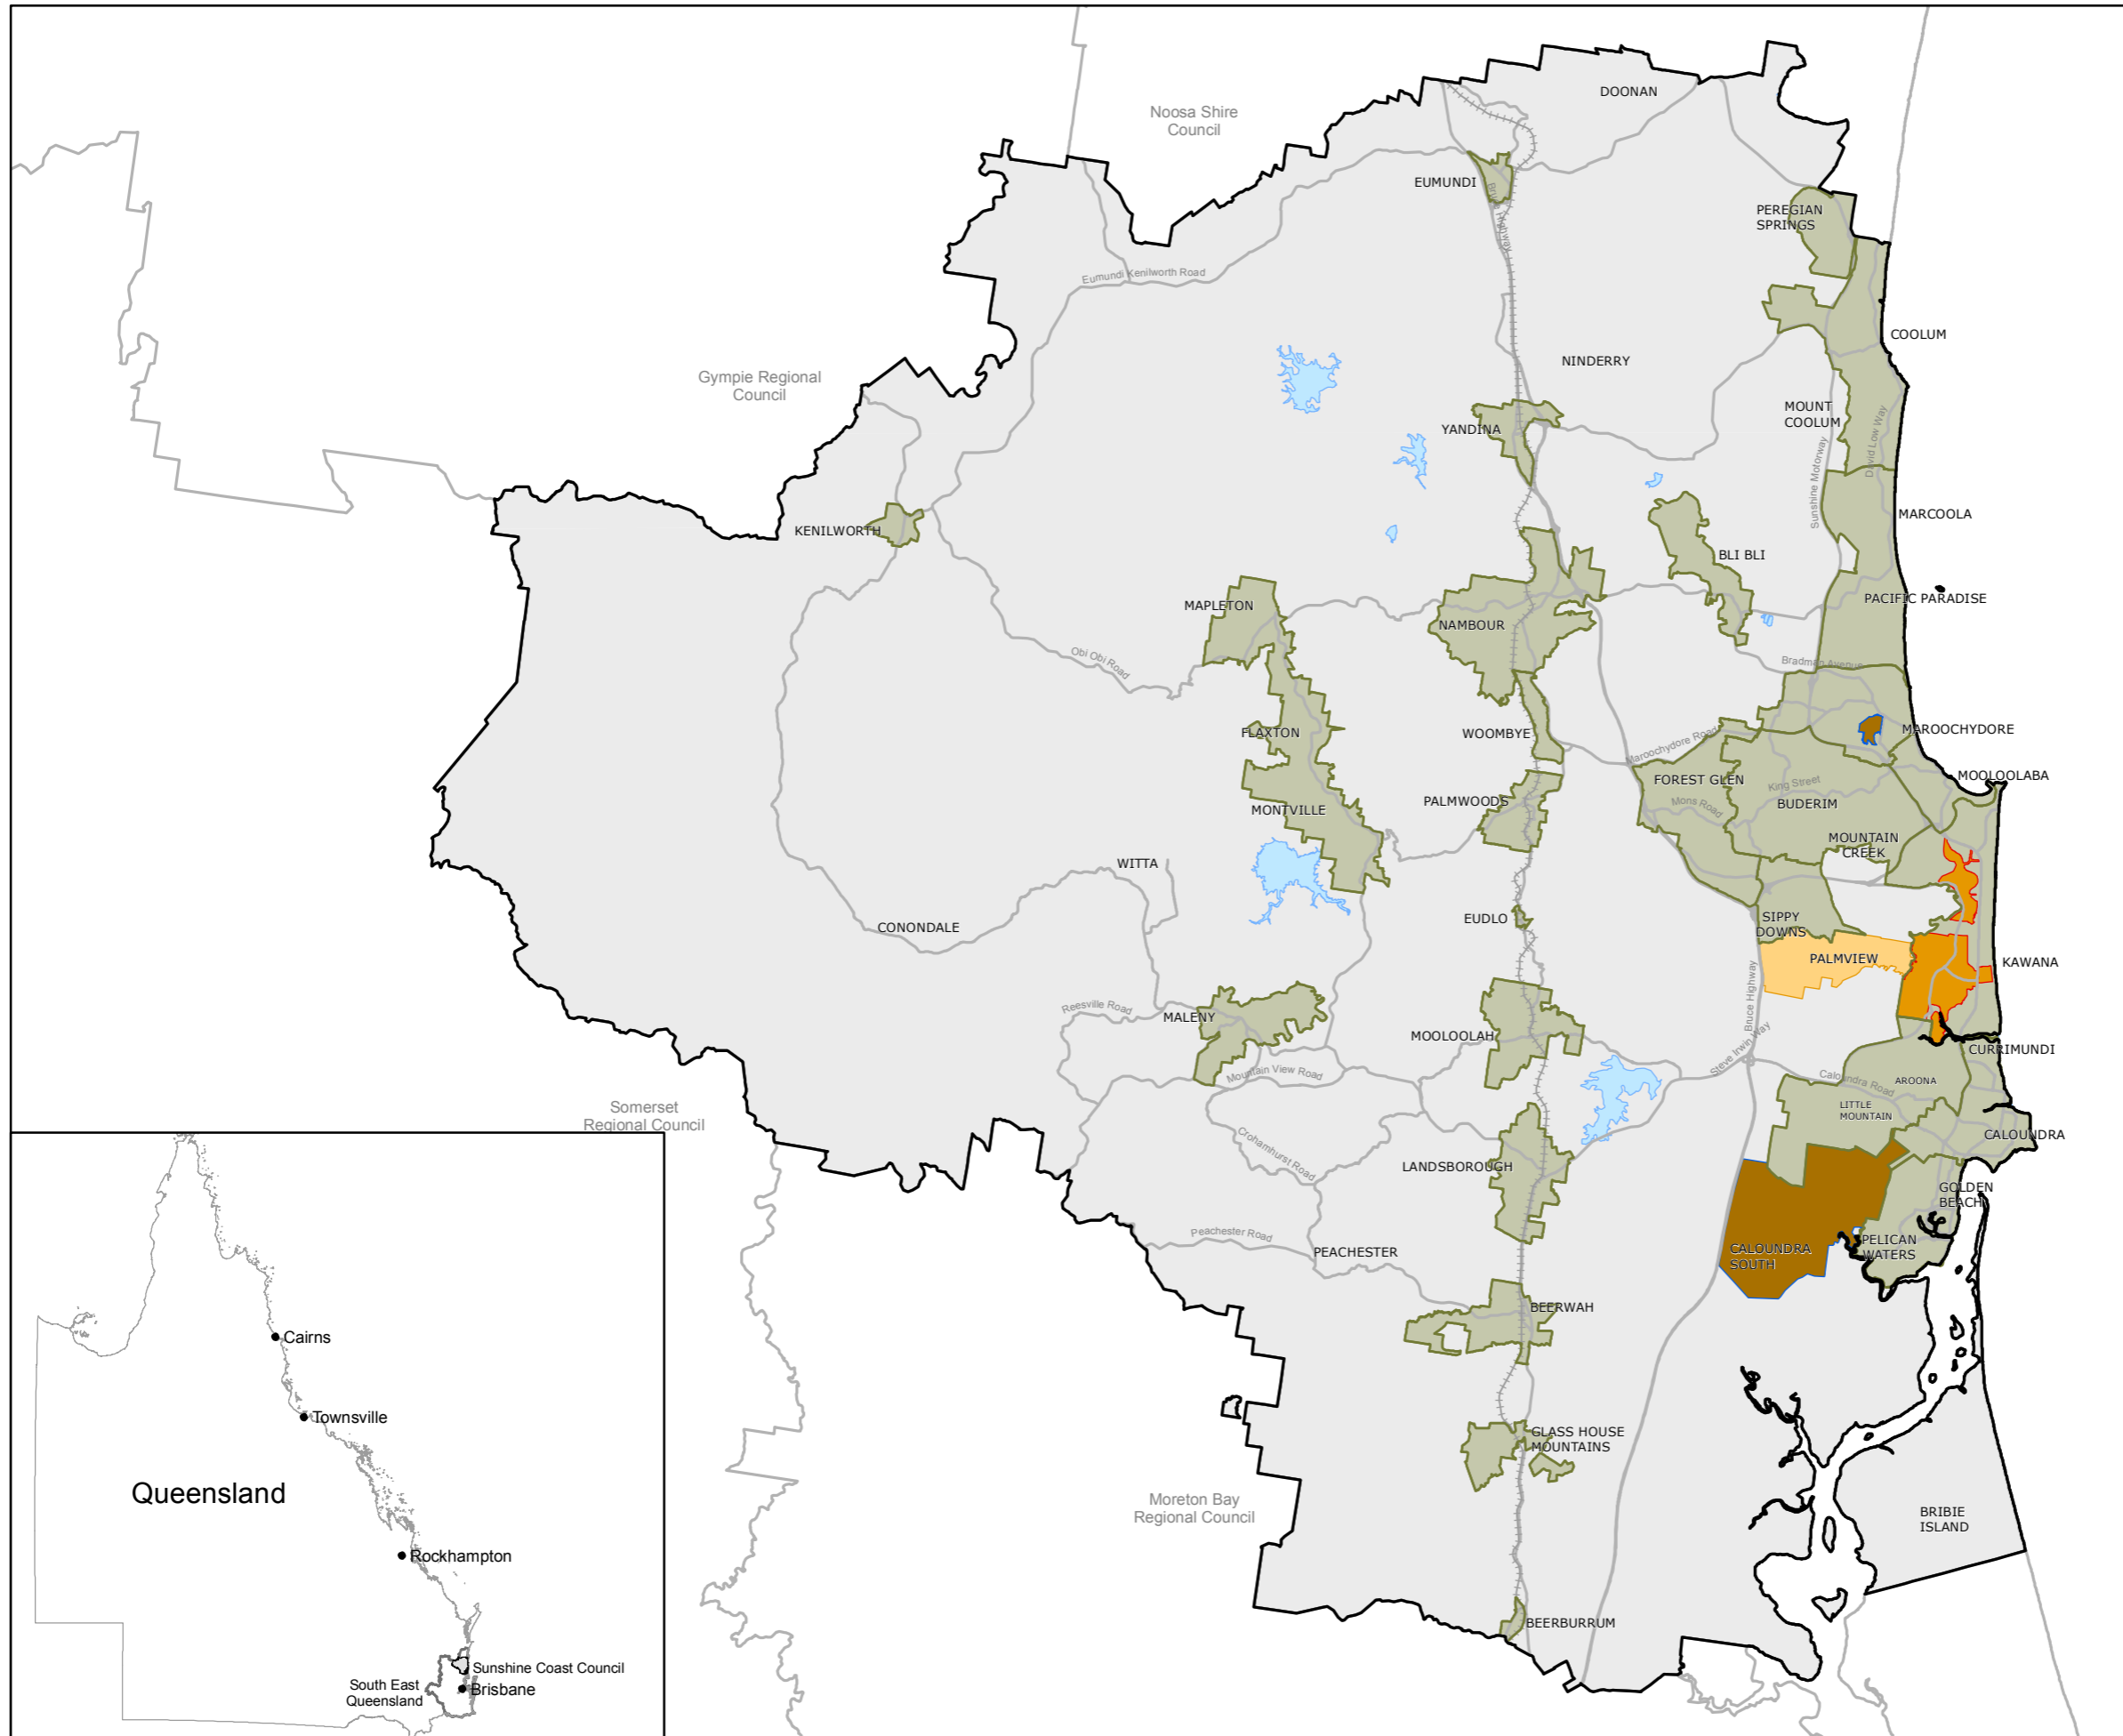 DOONAN
Noosa Shire
Council
EUMUNDI
Bruce Highway
PEREGIAN
SPRINGS
Eumundi Kenilworth Road
COOLUM
NINDERRY
Gympie Regional
Council
MOUNT
COOLUM
David Low Way
YANDINA
Sunshine Motorway
MARCOOLA
KENILWORTH
BLI BLI
PACIFIC PARADISE
MAPLETON
NAMBOUR
Obi Obi Road
Bradman Avenue
FLAXTON
WOOMBYE
MAROOCHYDORE
Maroochydore Road
MOOLOOLABA
FOREST GLEN
King Street
PALMWOODS
Mons Road
BUDERIM
MONTVILLE
MOUNTAIN
CREEK
WITTA
EUDLO
SIPPY
DOWNS
CONONDALE
PALMVIEW
KAWANA
Bruce Highway
Reesville Road
MALENY
MOOLOOLAH
Steve Irwin Way
CURRIMUNDI
Mountain View Road
Caloundra Road
AROONA
LITTLE
MOUNTAIN
Somerset
Regional Council
CALOUNDRA
Crohamhurst Road
LANDSBOROUGH
GOLDEN
BEACH
Peachester Road
PEACHESTER
CALOUNDRA
SOUTH
PELICAN
WATERS
BEERWAH
GLASS HOUSE
MOUNTAINS
Moreton Bay
Regional Council
BRIBIE
ISLAND
BEERBURRUM
Cairns
Townsville
Queensland
Rockhampton
Sunshine Coast Council
South East
Queensland
Brisbane